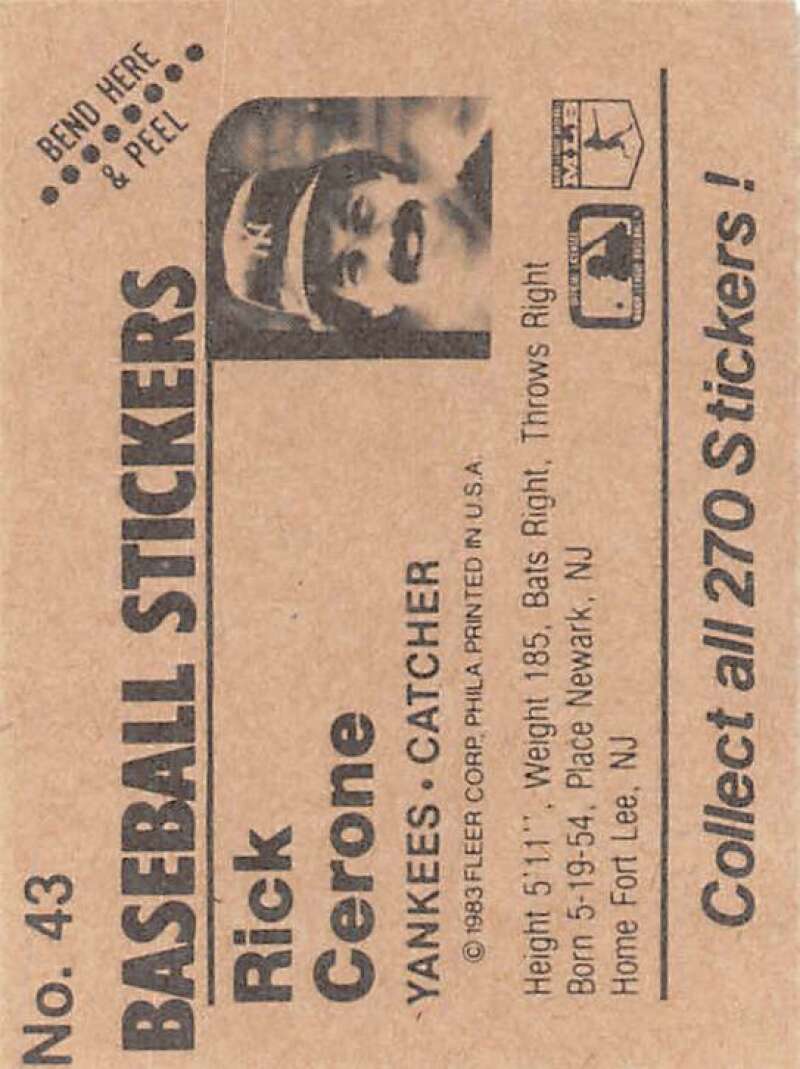 No. 43
BEND HERE
& PEEL
BASEBALL STICKERS
Rick
Cerone
YANKEES • CATCHER
© 1983 FLEER CORP., PHILA PRINTED IN U.S.A.
Height 5'11'', Weight 185, Bats Right, Throws Right
Born 5-19-54, Place Newark, NJ
Home Fort Lee, NJ
Collect all 270 Stickers!